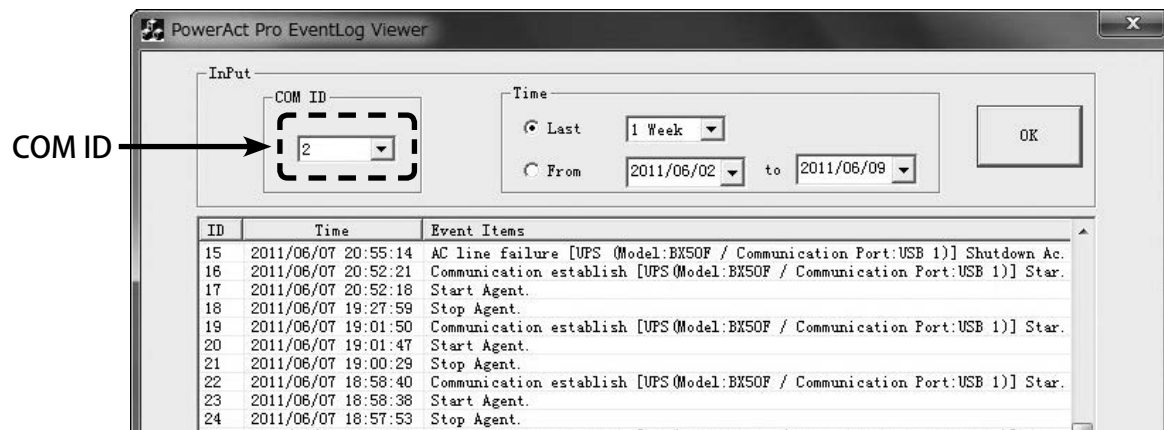 PowerAct Pro EventLog Viewer
InPut
COM ID
Time
COM ID
2
Last
1 Week
OK
From
2011/06/02
to
2011/06/09
ID Time Event Items
15 2011/06/07 20:55:14 AC line failure [UPS (Model:BX50F / Communication Port:USB 1)] Shutdown Ac.
16 2011/06/07 20:52:21 Communication establish [UPS(Model:BX50F / Communication Port:USB 1)] Star.
17 2011/06/07 20:52:18 Start Agent.
18 2011/06/07 19:27:59 Stop Agent.
19 2011/06/07 19:01:50 Communication establish [UPS(Model:BX50F / Communication Port:USB 1)] Star.
20 2011/06/07 19:01:47 Start Agent.
21 2011/06/07 19:00:29 Stop Agent.
22 2011/06/07 18:58:40 Communication establish [UPS(Model:BX50F / Communication Port:USB 1)] Star.
23 2011/06/07 18:58:38 Start Agent.
24 2011/06/07 18:57:53 Stop Agent.